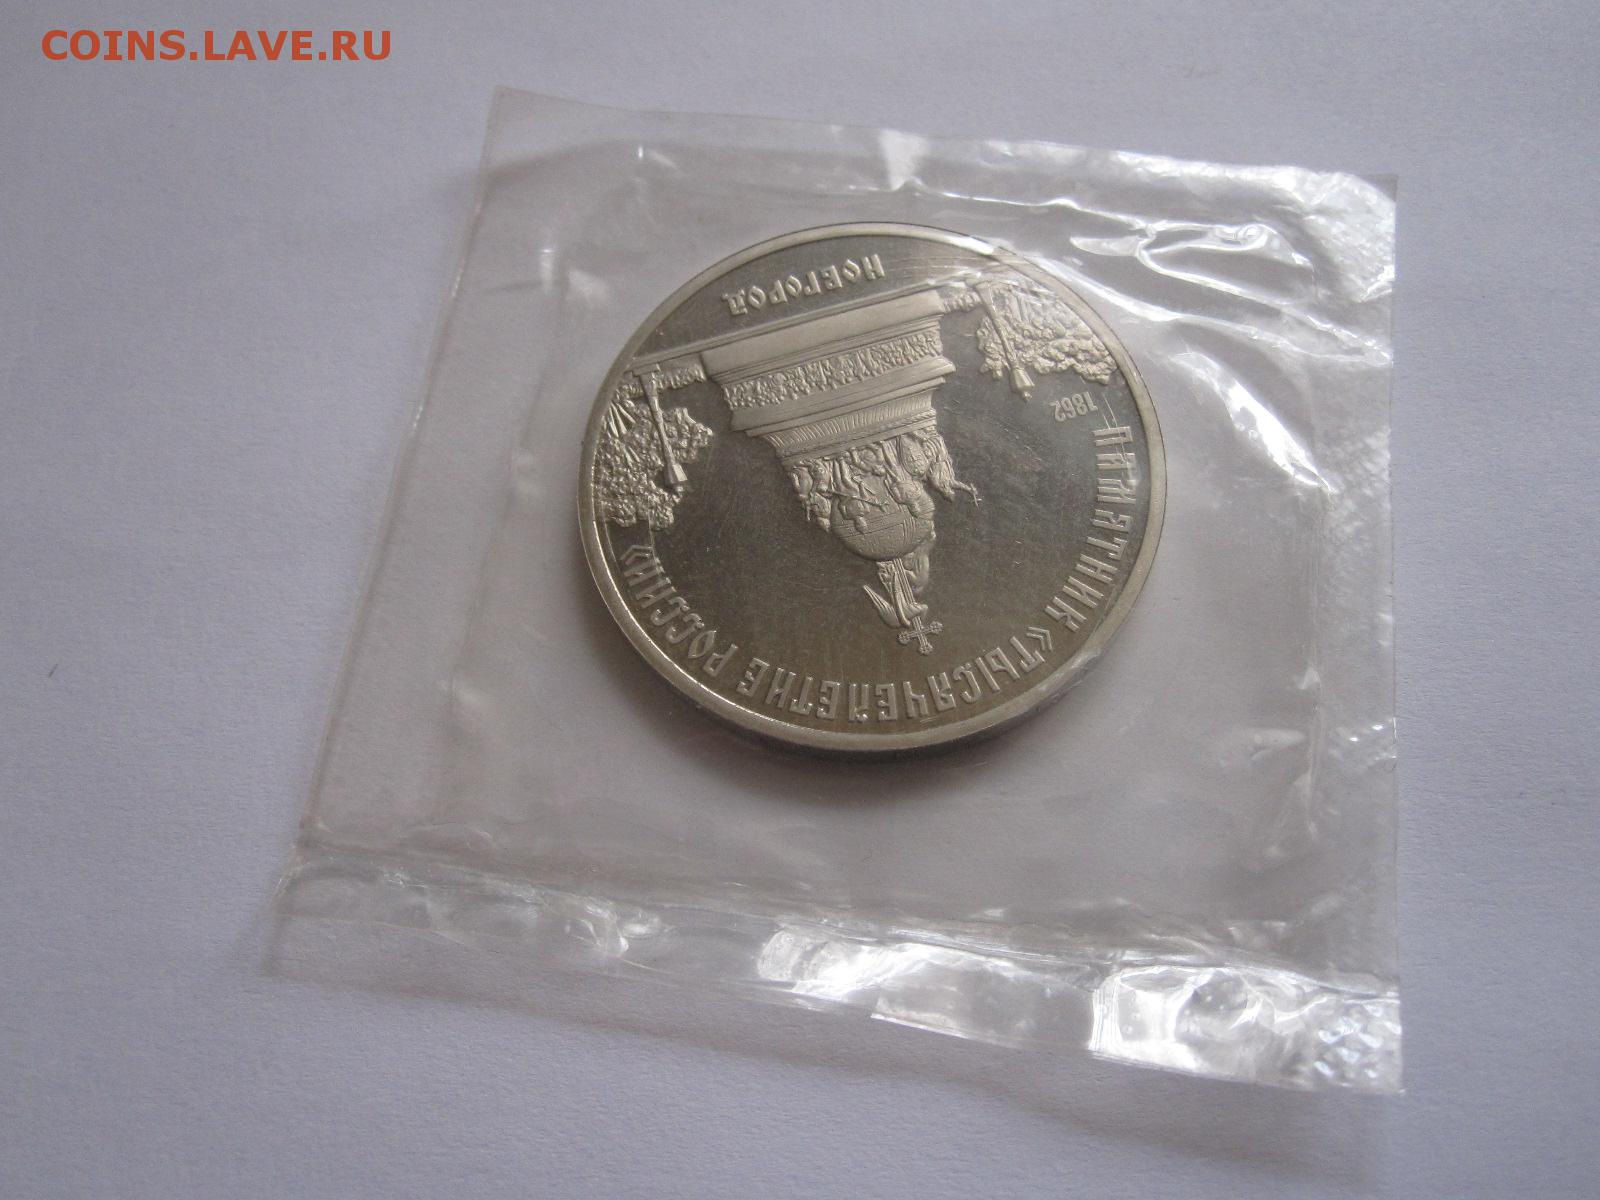 COINS.LAVE.RU
ПАМЯТНИК «ТЫСЯЧЕЛЕТИЕ РОССИИ»
1862
НОВГОРОД